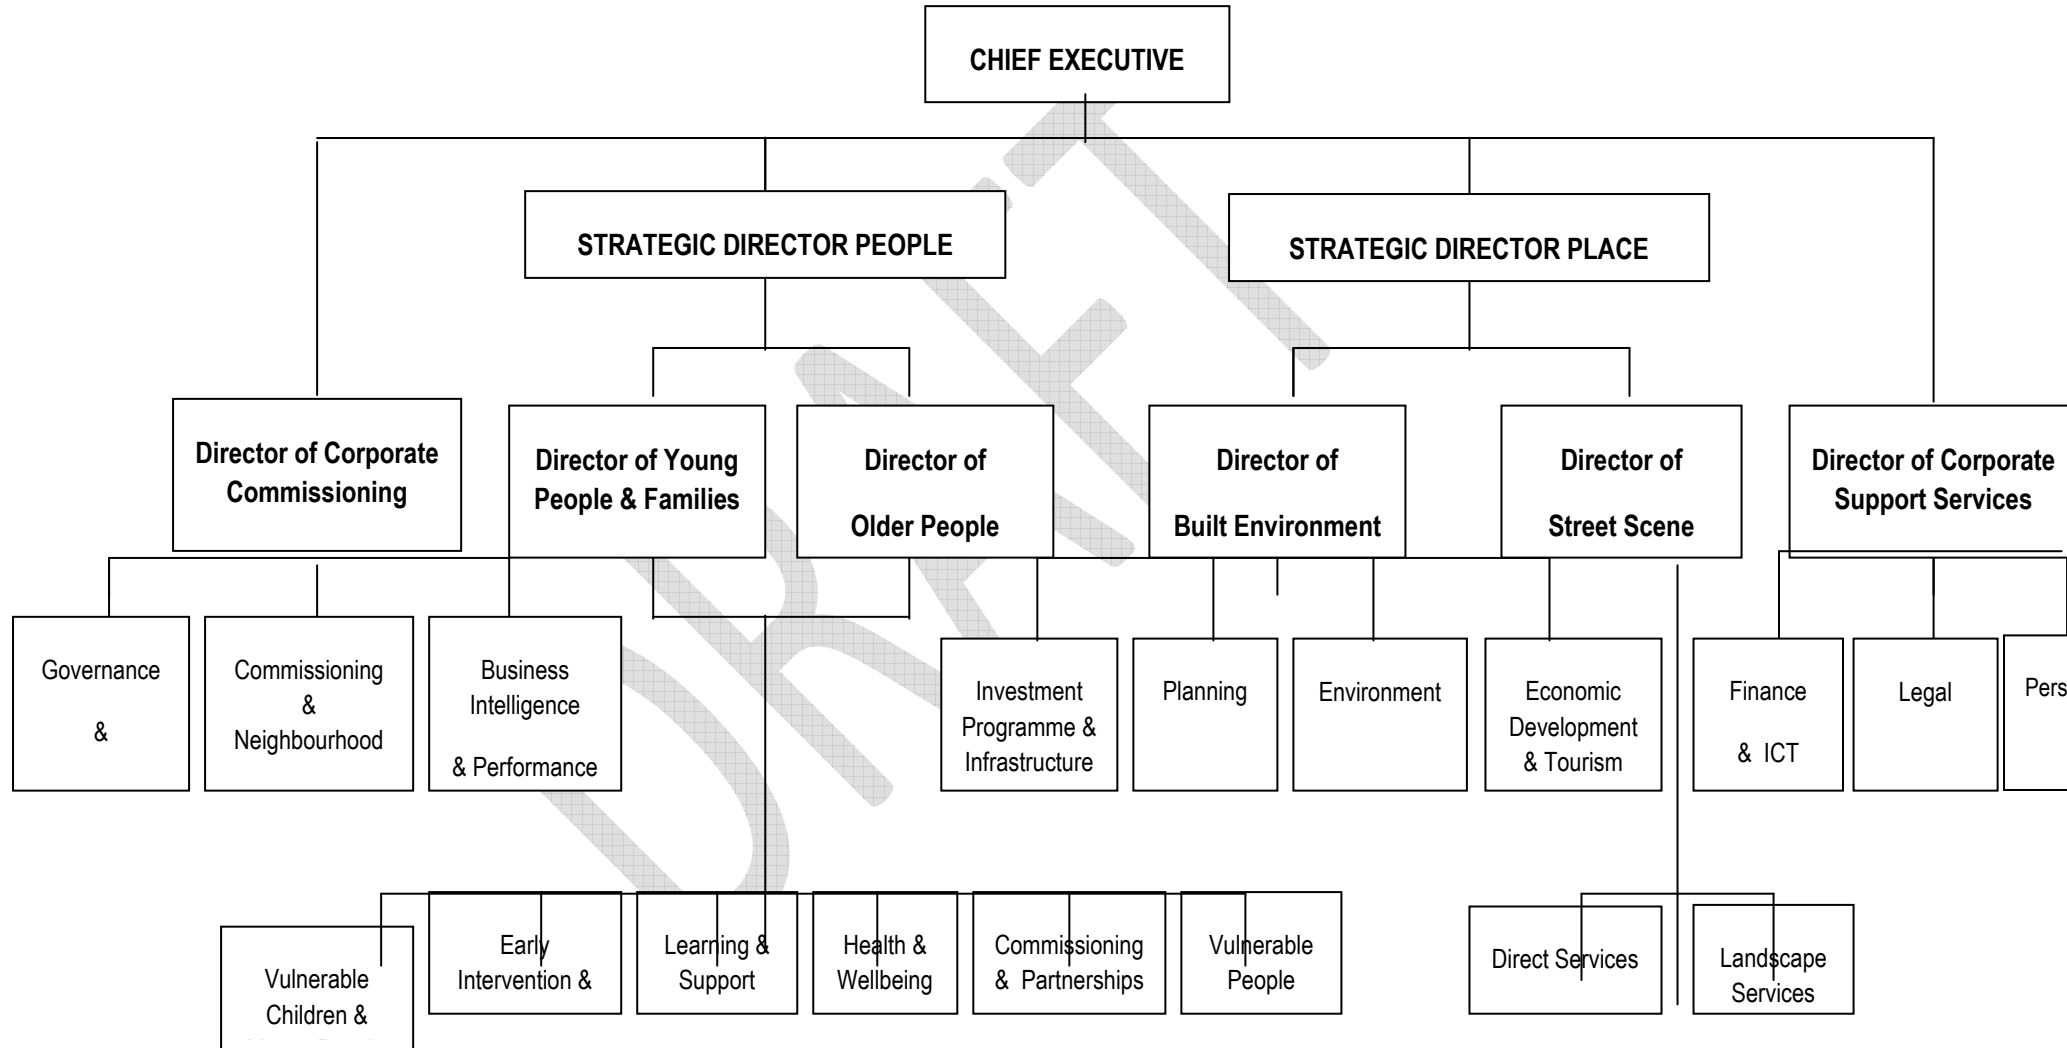 CHIEF EXECUTIVE
STRATEGIC DIRECTOR PEOPLE
STRATEGIC DIRECTOR PLACE
Director of Corporate
Commissioning
Director of Young
People & Families
Director of
Older People
Director of
Built Environment
Director of
Street Scene
Director of Corporate
Support Services
Governance
&
Commissioning
&
Neighbourhood
Business
Intelligence
& Performance
Investment
Programme &
Infrastructure
Planning
Environment
Economic
Development
& Tourism
Finance
& ICT
Legal
Pers
Vulnerable
Children &
Early
Intervention &
Learning &
Support
Health &
Wellbeing
Commissioning
& Partnerships
Vulnerable
People
Direct Services
Landscape
Services
DRAFT